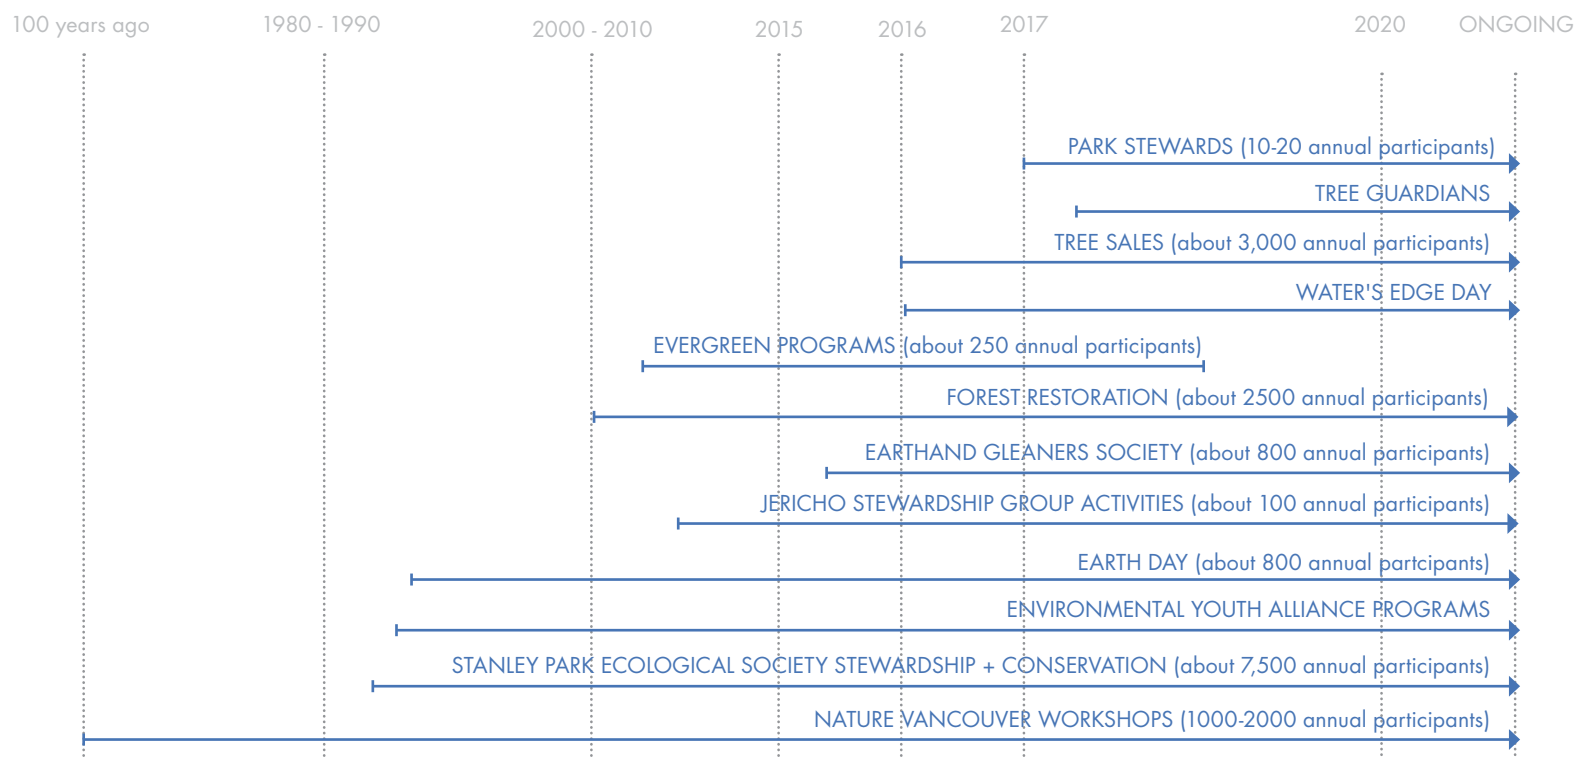 100 years ago
1980 - 1990
2000 - 2010
2015
2016
2017
2020
ONGOING
PARK STEWARDS (10-20 annual participants)
TREE GUARDIANS
TREE SALES (about 3,000 annual participants)
WATER'S EDGE DAY
EVERGREEN PROGRAMS (about 250 annual participants)
FOREST RESTORATION (about 2500 annual participants)
EARTHAND GLEANERS SOCIETY (about 800 annual participants)
JERICHO STEWARDSHIP GROUP ACTIVITIES (about 100 annual participants)
EARTH DAY (about 800 annual partcipants)
ENVIRONMENTAL YOUTH ALLIANCE PROGRAMS
STANLEY PARK ECOLOGICAL SOCIETY STEWARDSHIP + CONSERVATION (about 7,500 annual participants)
NATURE VANCOUVER WORKSHOPS (1000-2000 annual participants)